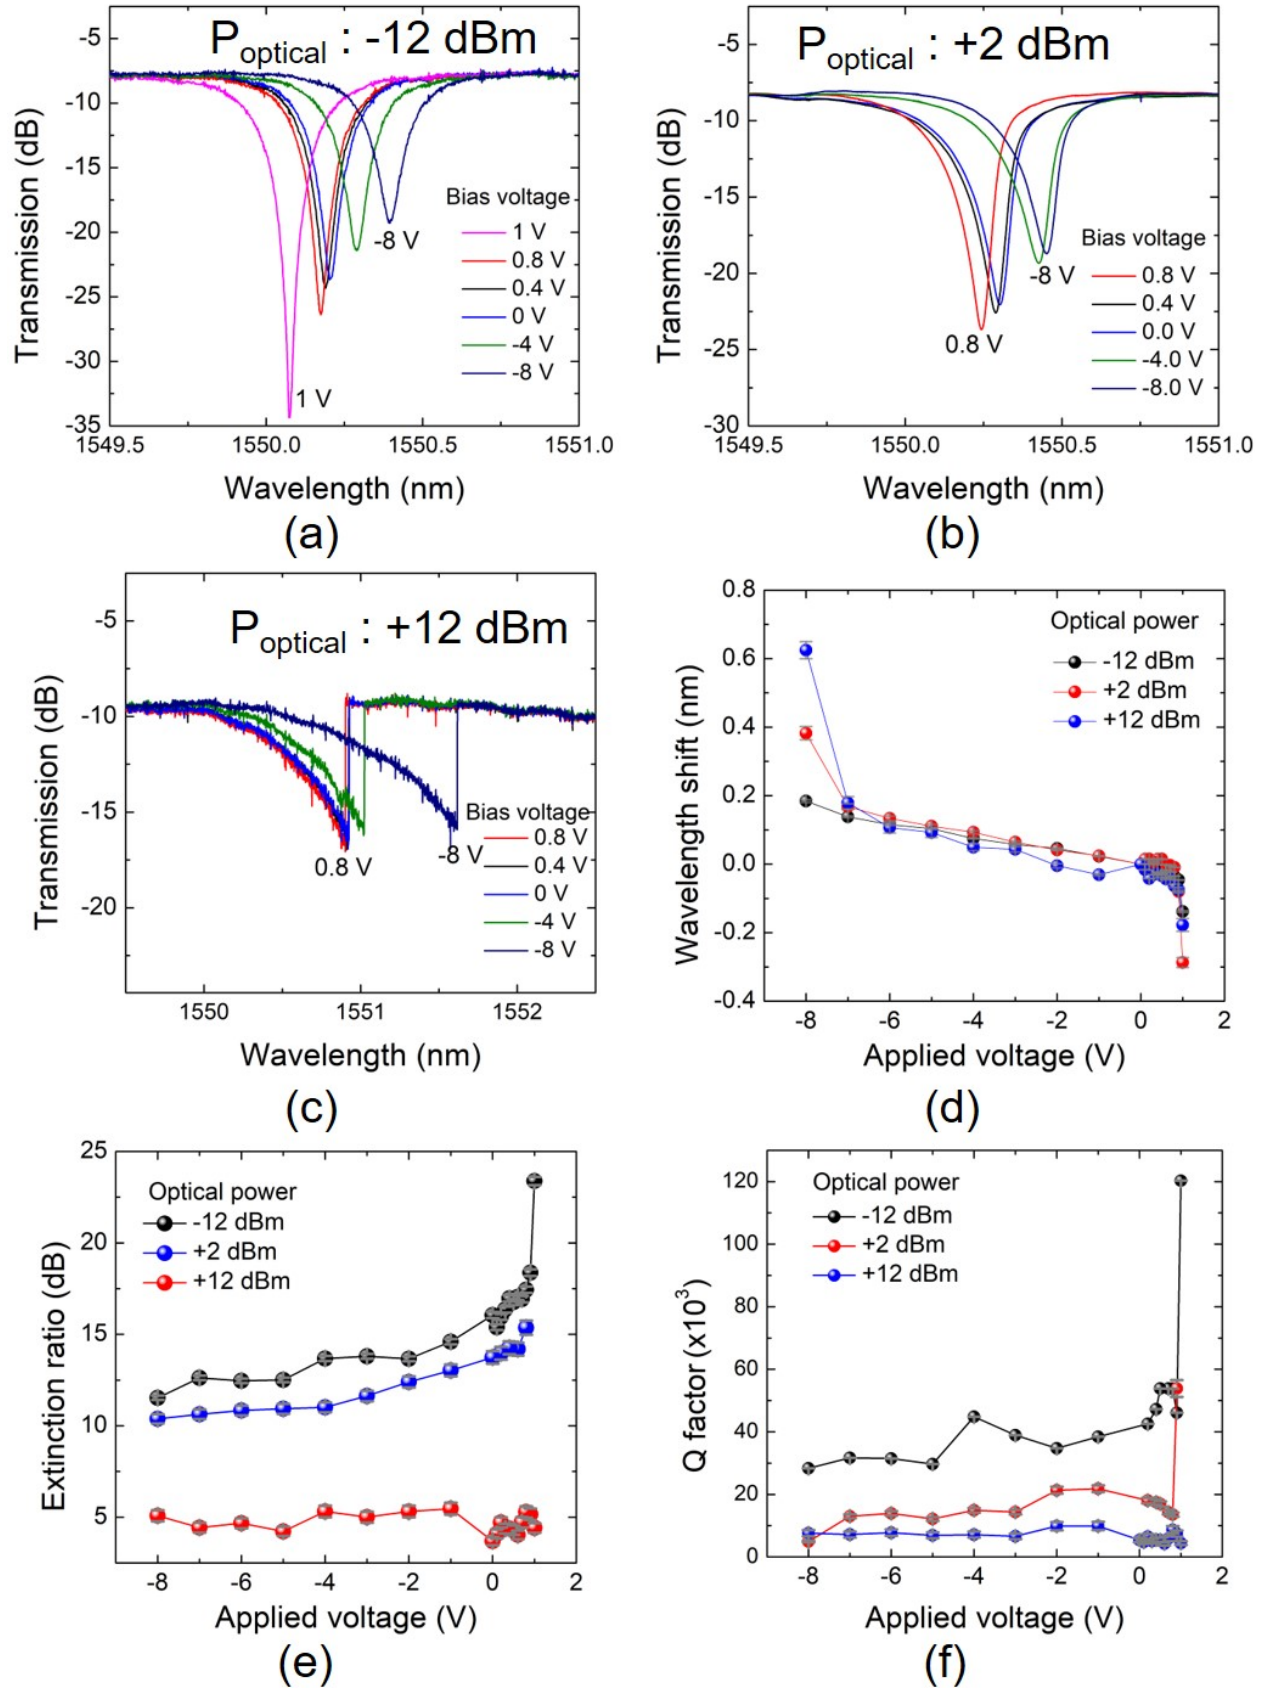 P optical : -12 dBm
-5
-10
-15
-20
-25
-30
-35
Transmission (dB)
Bias voltage
1 V
0.8 V
0.4 V
0 V
-4 V
-8 V
-8 V
1 V
1549.5 1550.0 1550.5 1551.0
Wavelength (nm)
(a)
P optical : +2 dBm
-5
-10
-15
-20
-25
-30
Transmission (dB)
Bias voltage
0.8 V
0.4 V
0.0 V
-4.0 V
-8.0 V
-8 V
0.8 V
1549.5 1550.0 1550.5 1551.0
Wavelength (nm)
(b)
P optical : +12 dBm
-5
-10
-15
-20
Transmission (dB)
Bias voltage
0.8 V
0.4 V
0 V
-4 V
-8 V
0.8 V
-8 V
1550 1551 1552
Wavelength (nm)
(c)
0.8
0.6
0.4
0.2
0.0
-0.2
-0.4
Wavelength shift (nm)
Optical power
-12 dBm
+2 dBm
+12 dBm
-8 -6 -4 -2 0 2
Applied voltage (V)
(d)
25
20
15
10
5
Extinction ratio (dB)
Optical power
-12 dBm
+2 dBm
+12 dBm
-8 -6 -4 -2 0 2
Applied voltage (V)
(e)
120
100
80
60
40
20
0
Q factor (x10³)
Optical power
-12 dBm
+2 dBm
+12 dBm
-8 -6 -4 -2 0 2
Applied voltage (V)
(f)